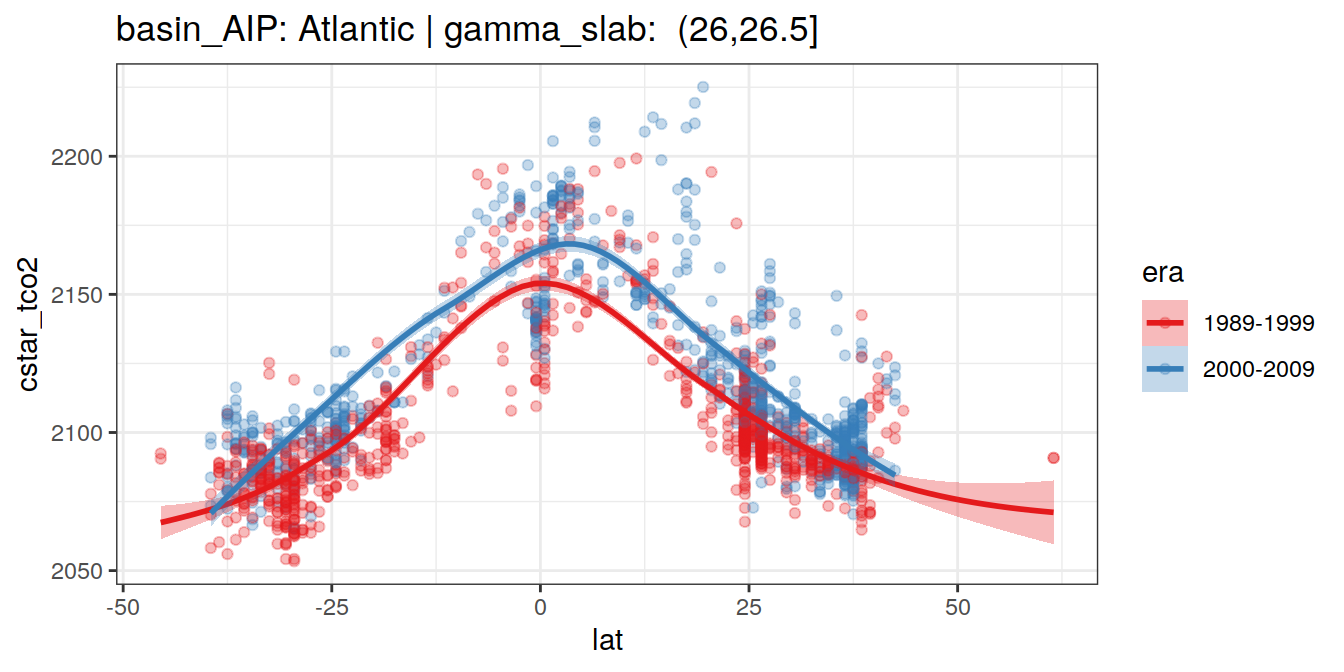 basin_AIP: Atlantic | gamma_slab:  (26,26.5]
cstar_tco2
2200
2150
2100
2050
-50
-25
0
25
50
lat
era
1989-1999
2000-2009